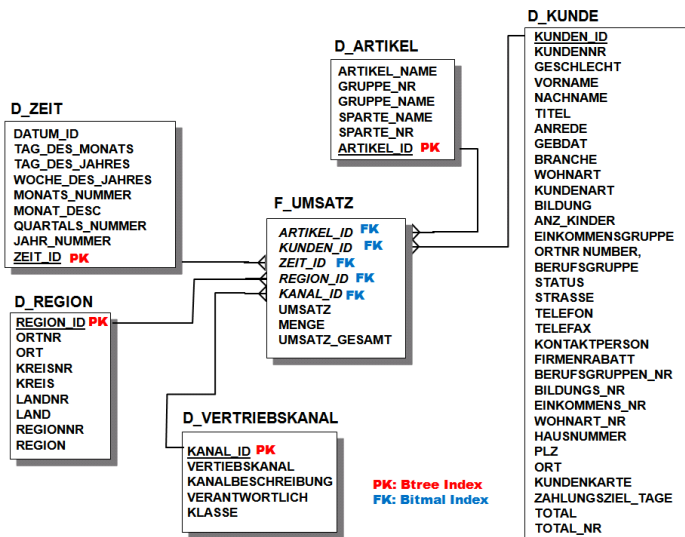 D_ZEIT
DATUM_ID
TAG_DES_MONATS
TAG_DES_JAHRES
WOCHE_DES_JAHRES
MONATS_NUMMER
MONAT_DESC
QUARTALS_NUMMER
JAHR_NUMMER
ZEIT_ID PK
D_REGION
REGION_ID PK
ORTNR
ORT
KREISNR
KREIS
LANDNR
LAND
REGIONNR
REGION
D_ARTIKEL
ARTIKEL_NAME
GRUPPE_NR
GRUPPE_NAME
SPARTE_NAME
SPARTE_NR
ARTIKEL_ID PK
F_UMSATZ
ARTIKEL_ID FK
KUNDEN_ID FK
ZEIT_ID FK
REGION_ID FK
KANAL_ID FK
UMSATZ
MENGE
UMSATZ_GESAMT
D_VERTRIEBSKANAL
KANAL_ID PK
VERTIEBSKANAL
KANALBESCHREIBUNG
VERANTWORTLICH
KLASSE
PK: Btree Index
FK: Bitmal Index
D_KUNDE
KUNDEN_ID
KUNDENNR
GESCHLECHT
VORNAME
NACHNAME
TITEL
ANREDE
GEBDAT
BRANCHE
WOHNART
KUNDENART
BILDUNG
ANZ_KINDER
EINKOMMENSGRUPPE
ORTNR NUMBER,
BERUFSGRUPPE
STATUS
STRASSE
TELEFON
TELEFAX
KONTAKTPERSON
FIRMENRABATT
BERUFSGRUPPEN_NR
BILDUNGS_NR
EINKOMMENS_NR
WOHNART_NR
HAUSNUMMER
PLZ
ORT
KUNDENKARTE
ZAHLUNGSZIEL_TAGE
TOTAL
TOTAL_NR